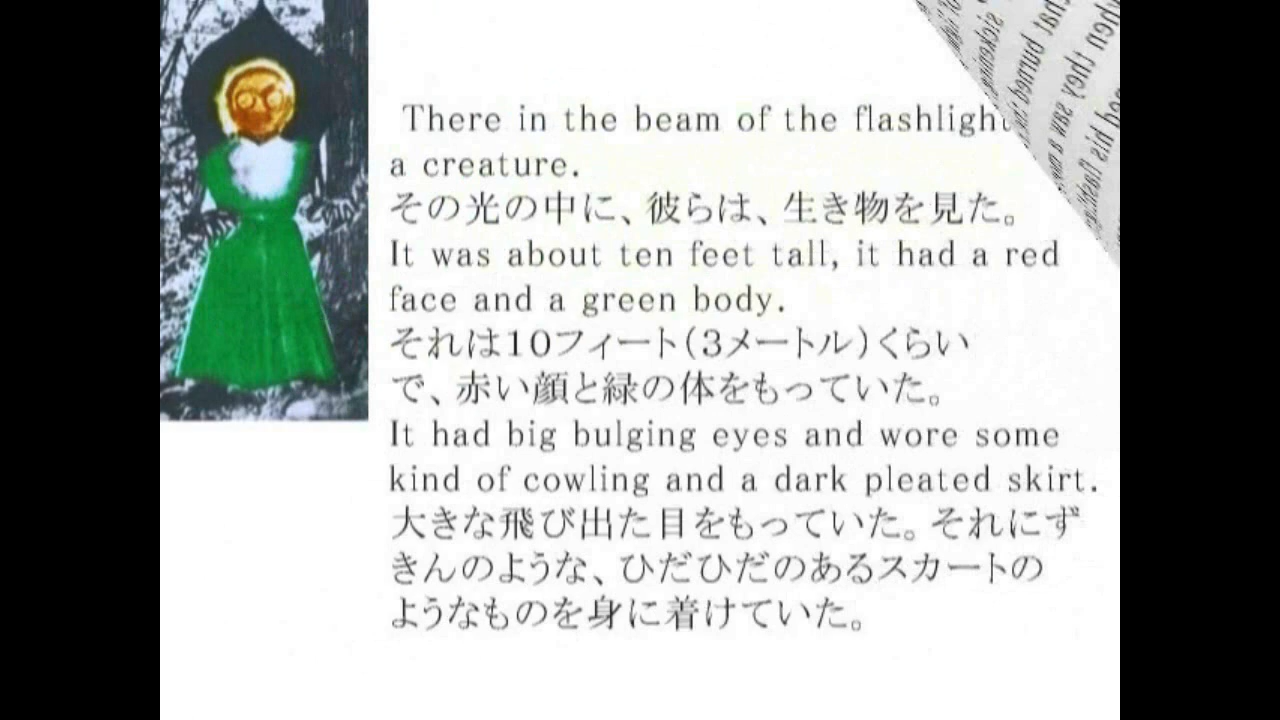 There in the beam of the flashlight
a creature.
その光の中に、彼らは、生き物を見た。
It was about ten feet tall, it had a red
face and a green body.
それは10フィート(3メートル)くらい
で、赤い顔と緑の体をもっていた。
It had big bulging eyes and wore some
kind of cowling and a dark pleated skirt.
大きな飛び出た目をもっていた。それにず
きんのような、ひだひだのあるスカートの
ようなものを身に着けていた。
when they saw a
that burned
his